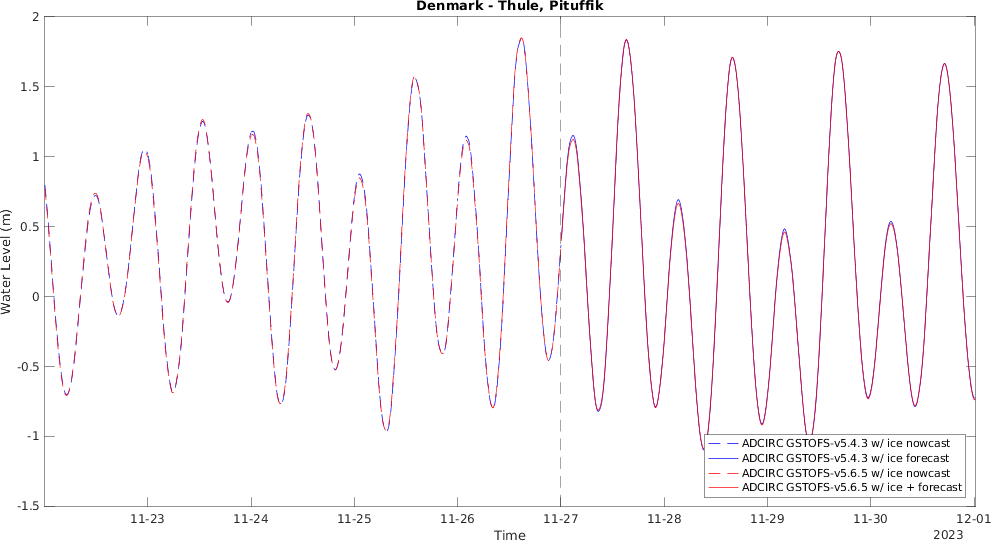 Denmark - Thule, Pituffik
2
1.5
1
0.5
0
-0.5
-1
-1.5
Water Level (m)
ADCIRC GSTOFS-v5.4.3 w/ ice nowcast
ADCIRC GSTOFS-v5.4.3 w/ ice forecast
ADCIRC GSTOFS-v5.6.5 w/ ice nowcast
ADCIRC GSTOFS-v5.6.5 w/ ice + forecast
11-23 11-24 11-25 11-26 11-27 11-28 11-29 11-30 12-01
Time
2023